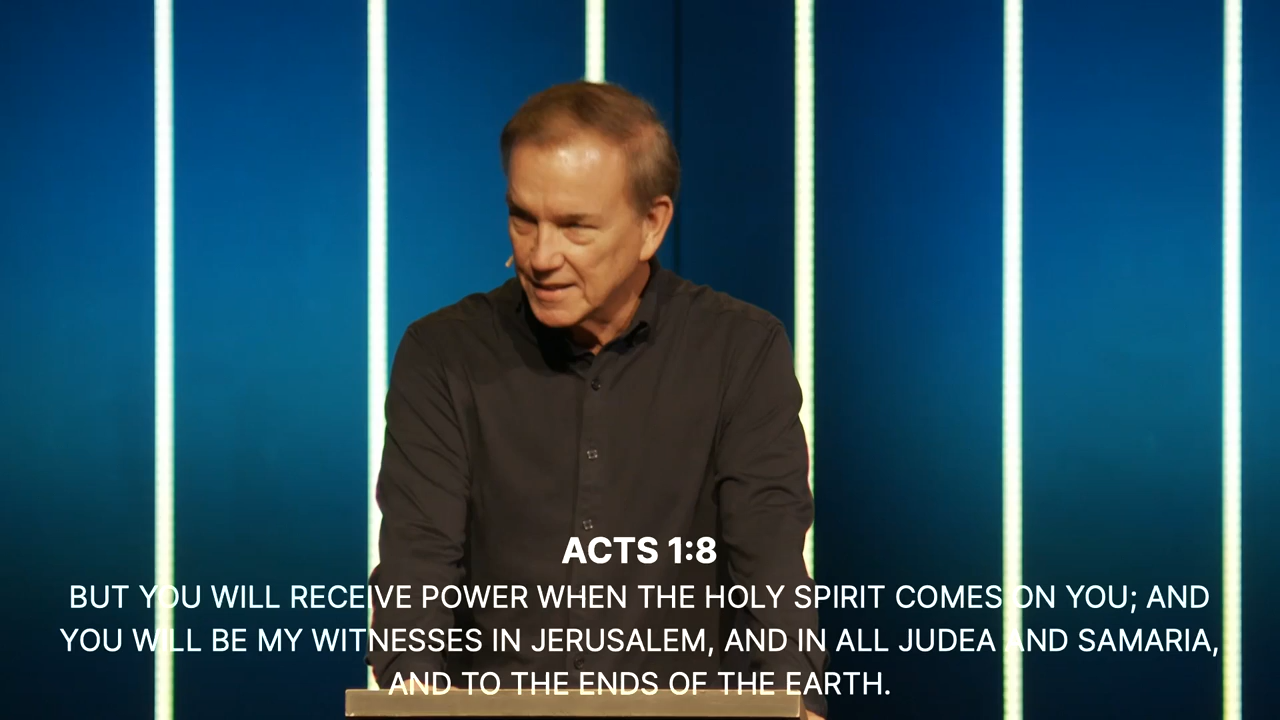 ACTS 1:8
BUT YOU WILL RECEIVE POWER WHEN THE HOLY SPIRIT COMES ON YOU; AND
YOU WILL BE MY WITNESSES IN JERUSALEM, AND IN ALL JUDEA AND SAMARIA,
AND TO THE ENDS OF THE EARTH.